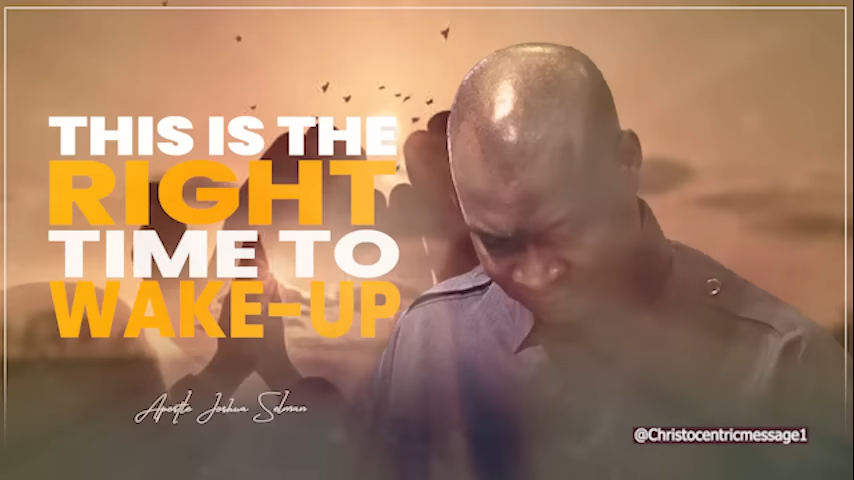 THIS IS THE
RIGHT
TIME TO
WAKE-UP
Apostle Joshua Selman
@Christocentricmessage1